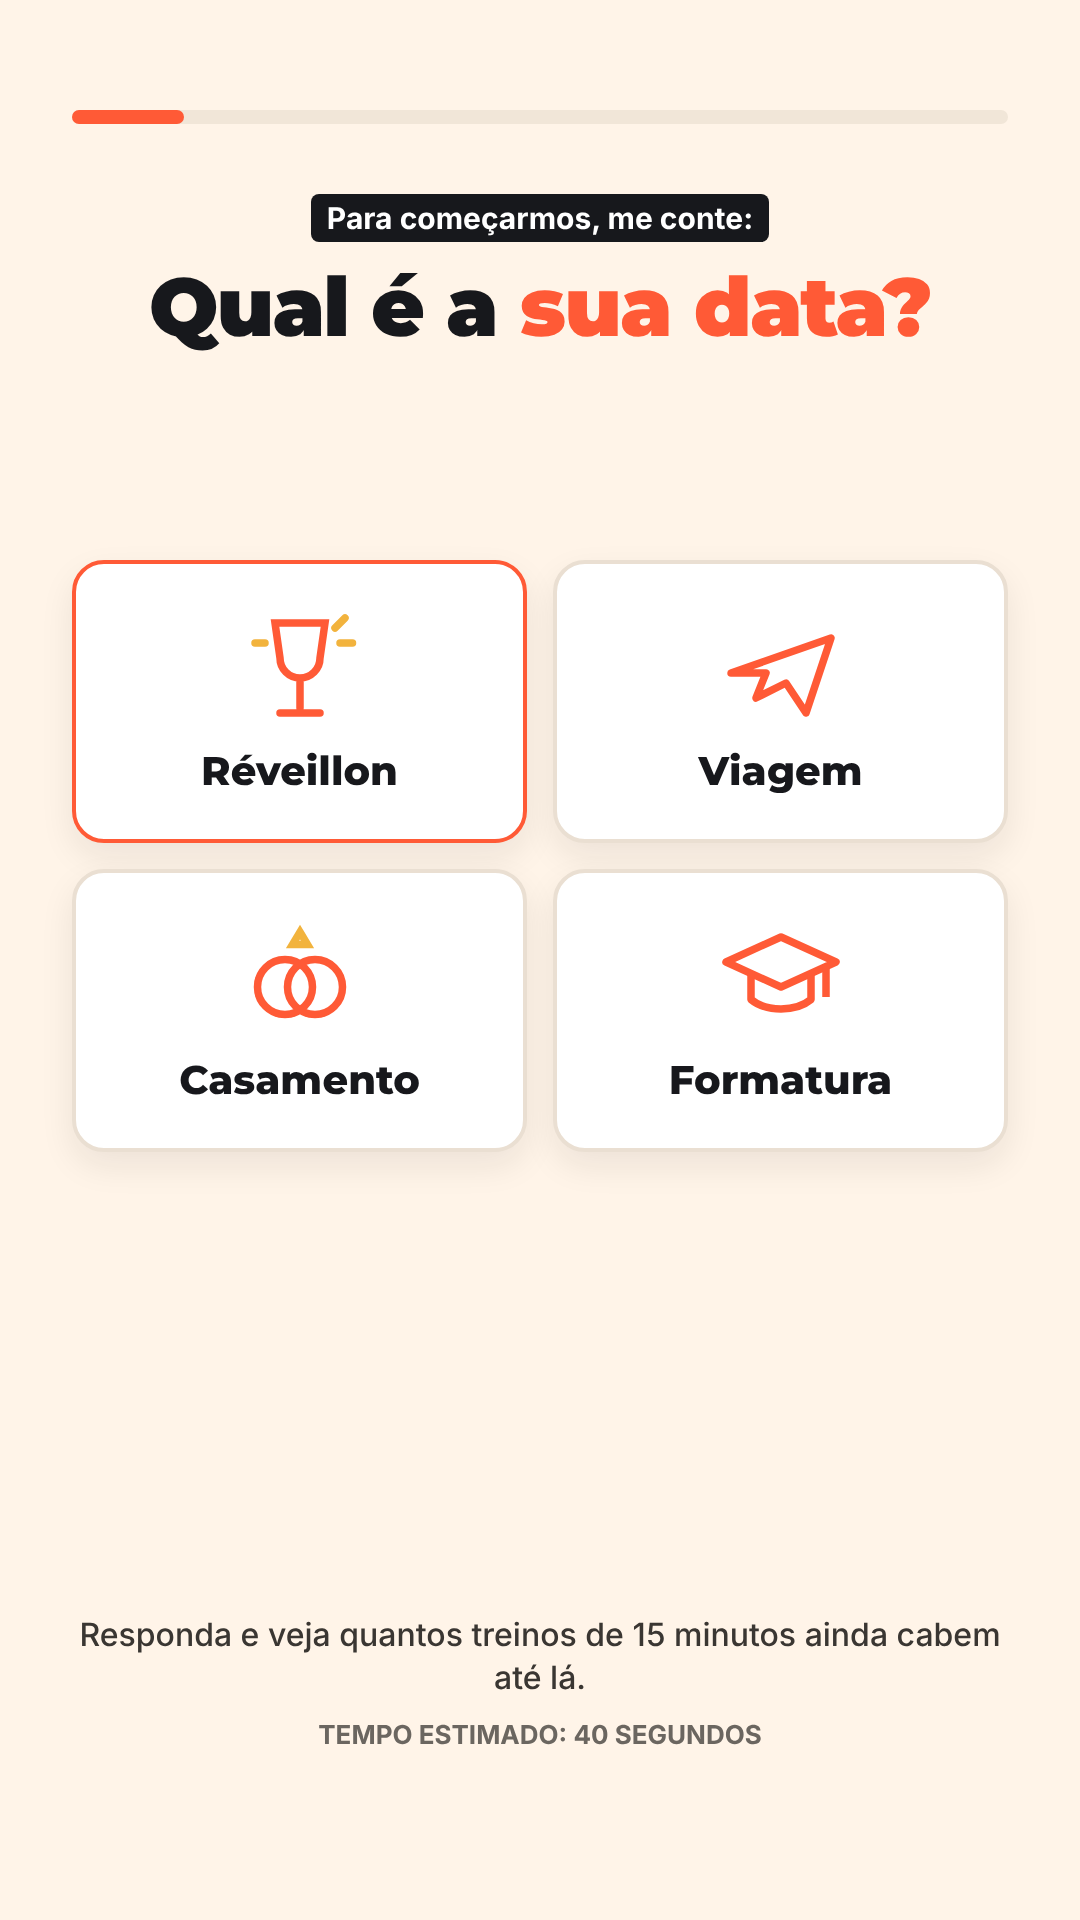 Para começarmos, me conte:
Qual é a sua data?
Réveillon
Viagem
Casamento
Formatura
Responda e veja quantos treinos de 15 minutos ainda cabem
até lá.
TEMPO ESTIMADO: 40 SEGUNDOS